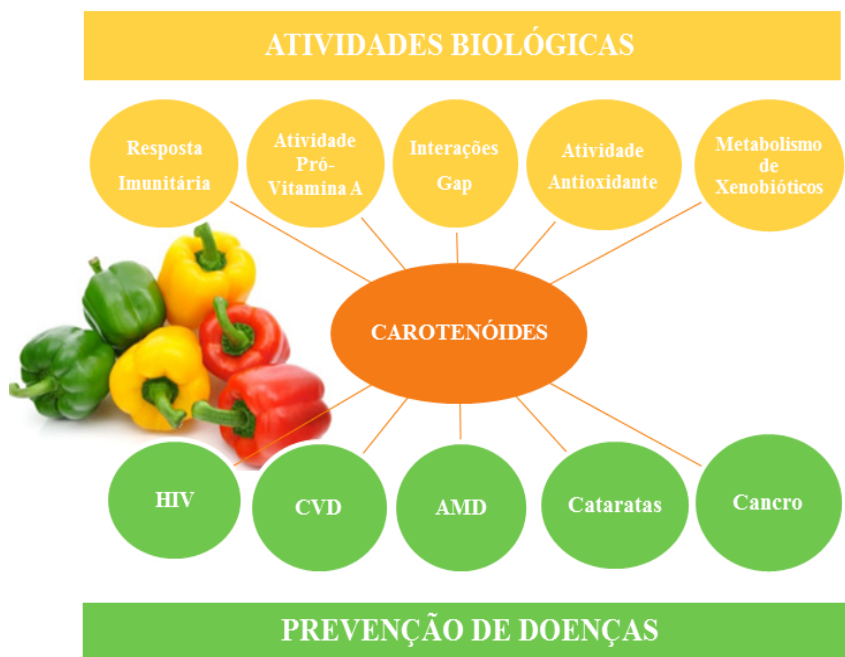 ATIVIDADES BIOLÓGICAS
Resposta
Imunitária
Atividade
Pró-
Vitamina A
Interações
Gap
Atividade
Antioxidante
Metabolismo
de
Xenobióticos
CAROTENÓIDES
HIV
CVD
AMD
Cataratas
Cancro
PREVENÇÃO DE DOENÇAS